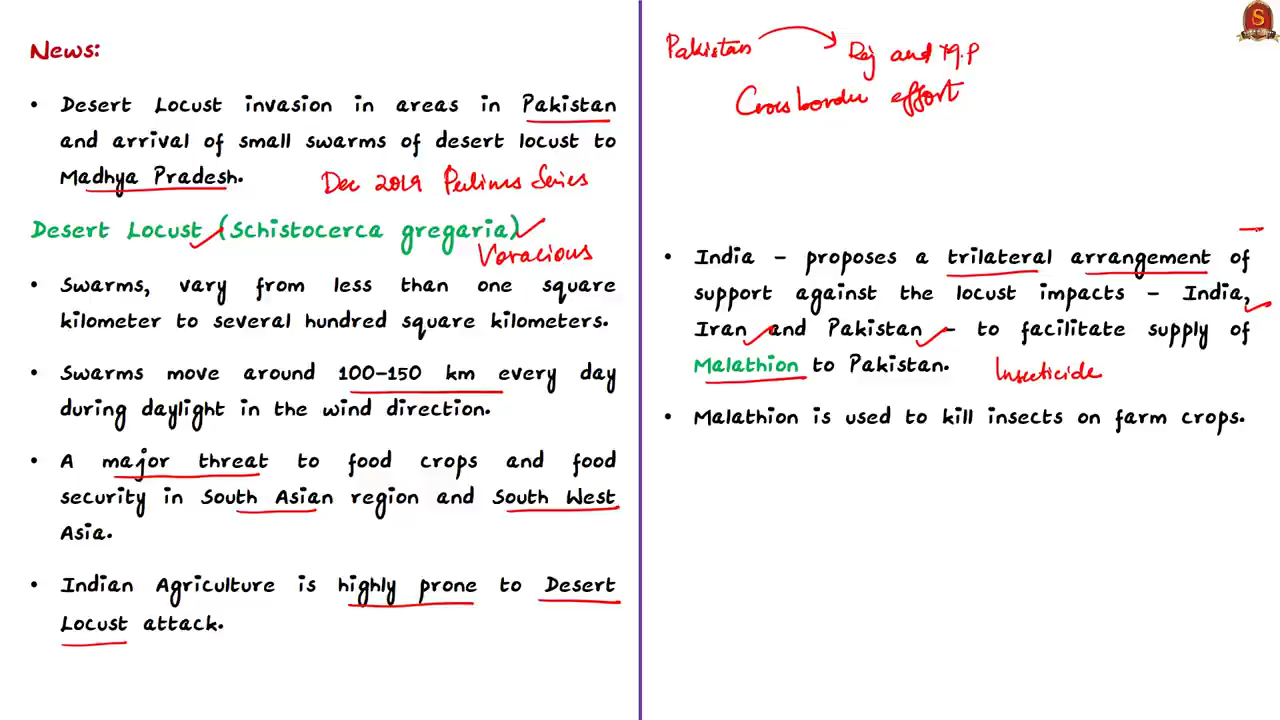 News:
• Desert Locust invasion in areas in Pakistan
and arrival of small swarms of desert locust to
Madhya Pradesh.
Dec 2019 Prelims Series
Desert Locust (Schistocerca gregaria)
Voracious
• Swarms, vary from less than one square
kilometer to several hundred square kilometers.
• Swarms move around 100-150 km every day
during daylight in the wind direction.
• A major threat to food crops and food
security in South Asian region and South West
Asia.
• Indian Agriculture is highly prone to Desert
Locust attack.
Pakistan → Raj and M.P
Cross border effort
• India - proposes a trilateral arrangement of
support against the locust impacts - India,
Iran and Pakistan - to facilitate supply of
Malathion to Pakistan.
Insecticide
• Malathion is used to kill insects on farm crops.
S